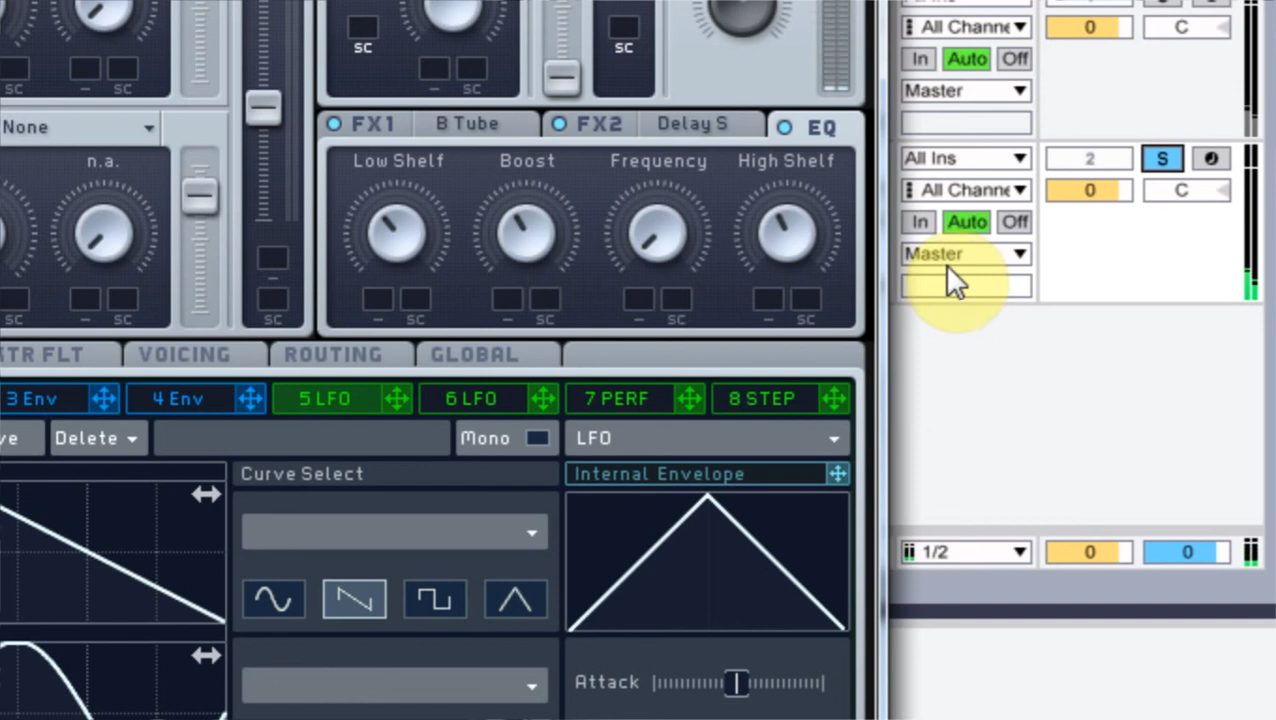 SC
SC
All Channe
0
C
In Auto Off
Master
SC
SC
SC
FX1 B Tube FX2 Delay S EQ
None
n.a.
Low Shelf Boost Frequency High Shelf
All Ins
2
S
All Channe
0
C
In Auto Off
Master
SC
SC
SC
SC
SC
SC
SC
TR FLT VOICING ROUTING GLOBAL
3 Env 4 Env 5 LFO 6 LFO 7 PERF 8 STEP
ve Delete Mono LFO
Curve Select Internal Envelope
1/2
0
0
Attack